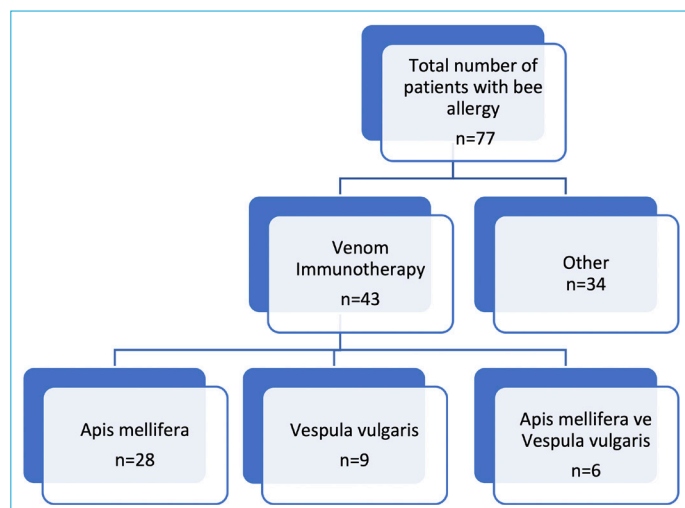 Total number of
patients with bee
allergy
n=77
Venom
Immunotherapy
n=43
Other
n=34
Apis mellifera
n=28
Vespula vulgaris
n=9
Apis mellifera ve
Vespula vulgaris
n=6